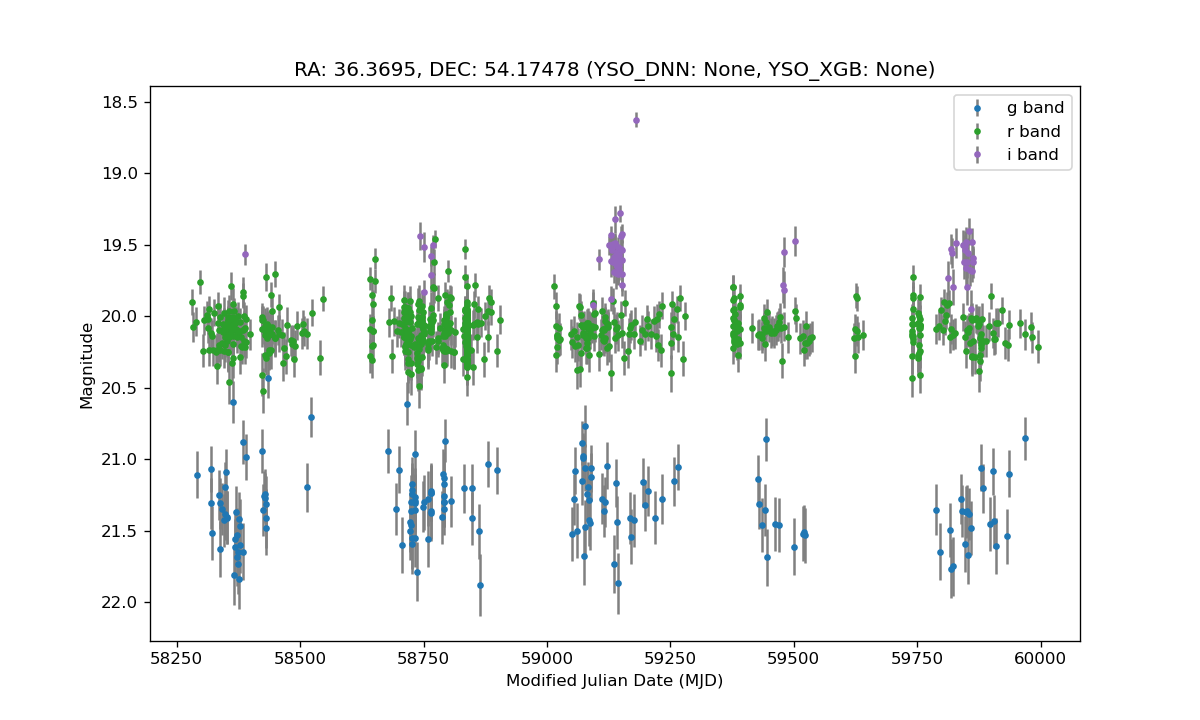 RA: 36.3695, DEC: 54.17478 (YSO_DNN: None, YSO_XGB: None)
g band
r band
i band
18.5
19.0
19.5
20.0
20.5
21.0
21.5
22.0
Magnitude
58250 58500 58750 59000 59250 59500 59750 60000
Modified Julian Date (MJD)